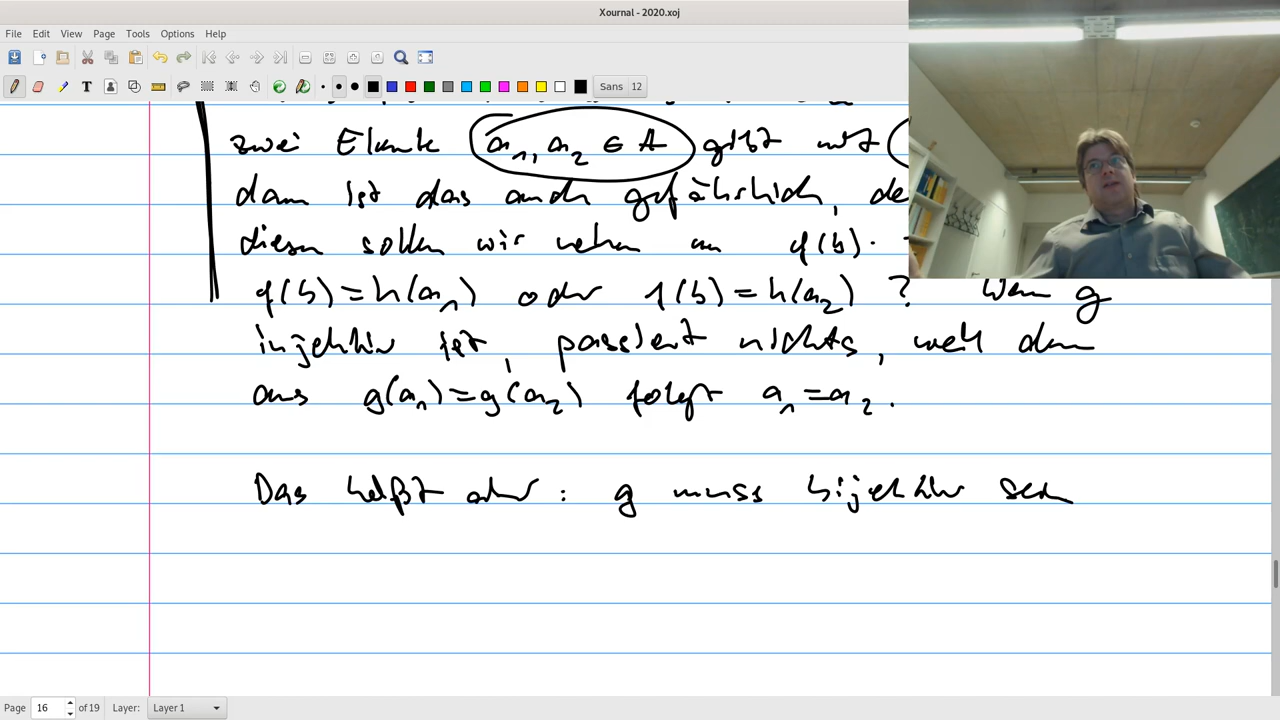 Xournal - 2020.xoj
File Edit View Page Tools Options Help
Sans 12
zwei Elemente a₁, a₂ ∈ A gibt mit
dann ist das auch gefährlich, de
diesen sollen wir nehmen um φ(b).
φ(b) = h(a₁) oder φ(b) = h(a₂) ? Wenn g
injektiv ist, passiert nichts, weil dann
aus g(a₁) = g(a₂) folgt a₁ = a₂.
Das heißt aber: g muss bijektiv sein
Page 16 of 19 Layer: Layer 1